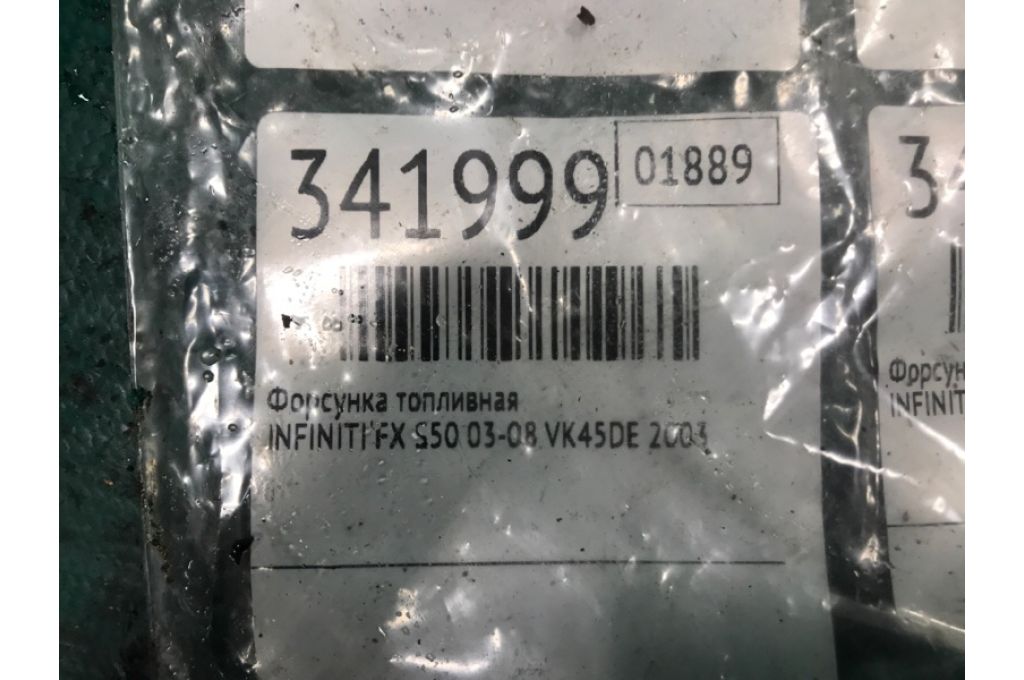 341999 01889
Форсунка топливная
INFINITI FX S50 03-08 VK45DE 2003